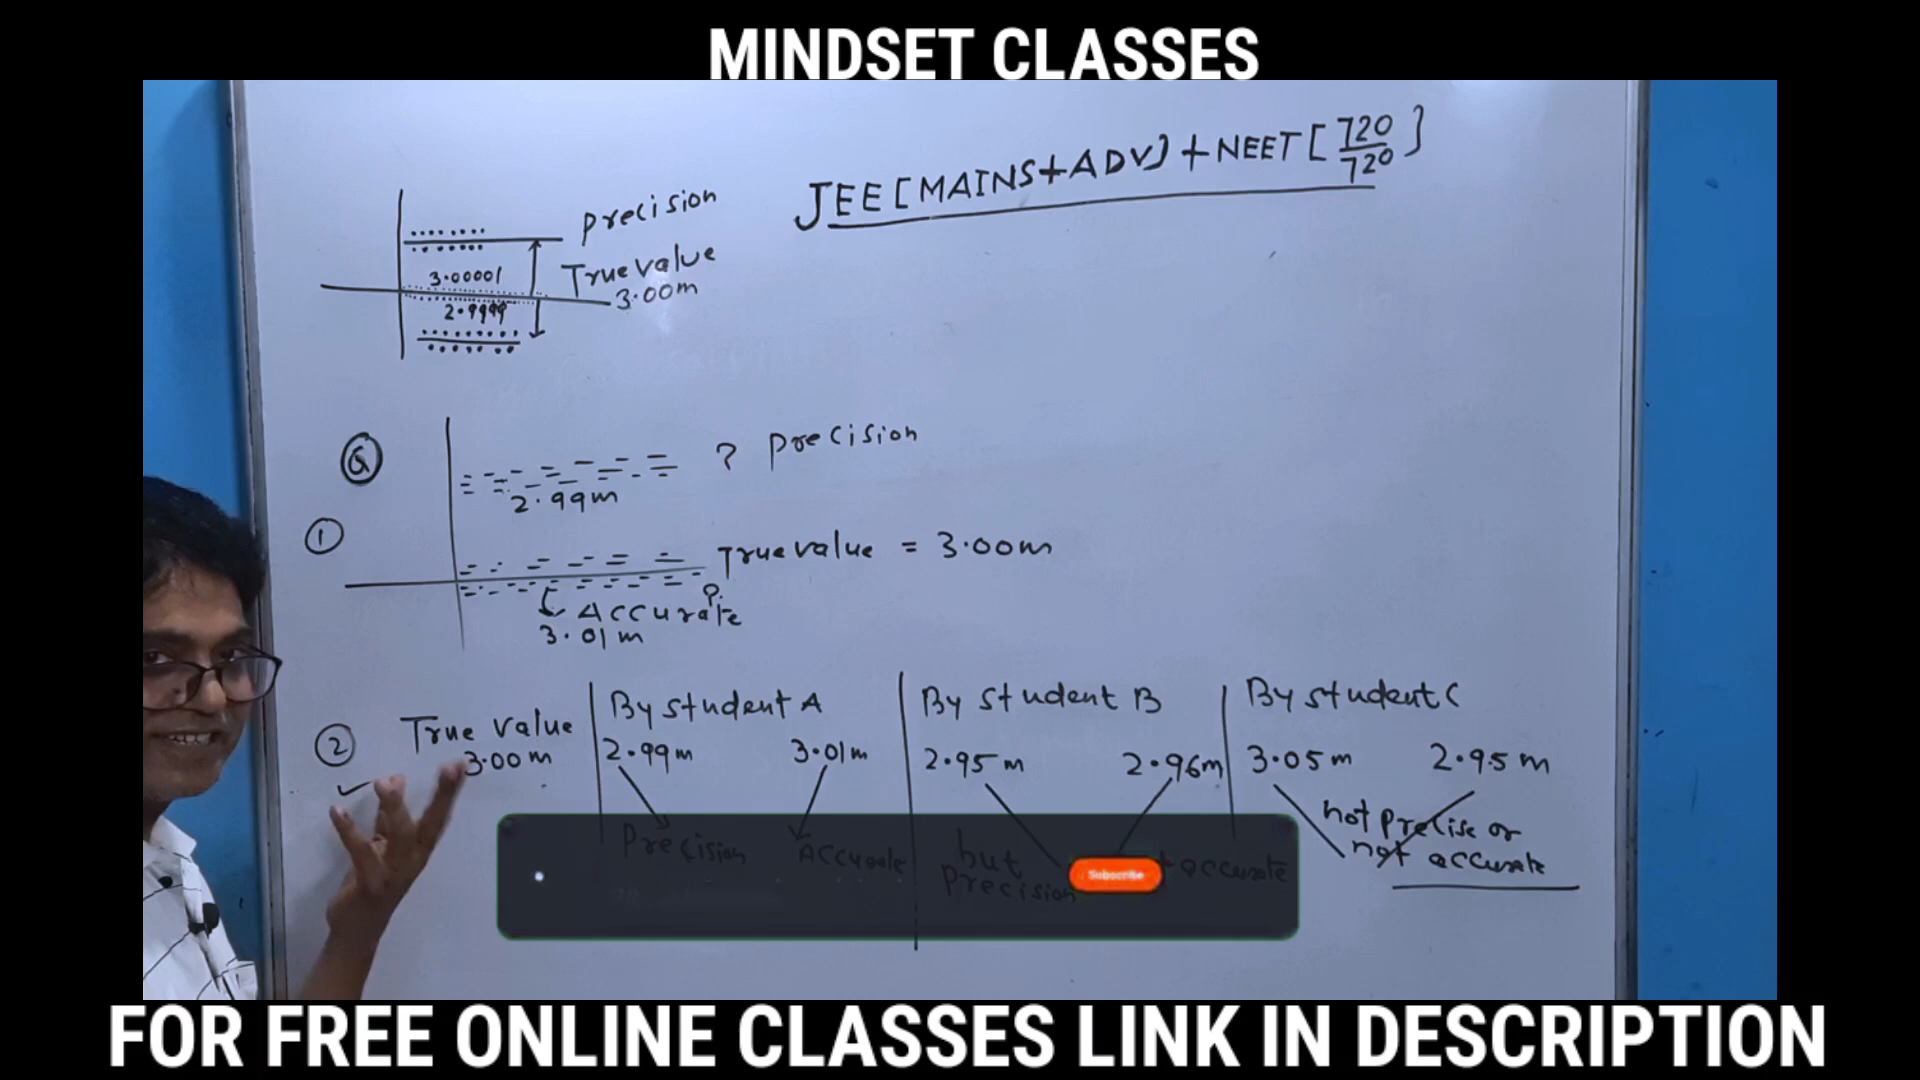 MINDSET CLASSES
JEE [MAINS+ADV] + NEET [ 720/720 ]
precision
True value
3.00m
3.00001
2.9999
Q
? precision
2.99m
1
True value = 3.00m
P.
Accurate
3.01m
2
True value
3.00m
By student A
2.99m 3.01m
Precision Accurate
By student B
2.95m 2.96m
but accurate
precision
By student C
3.05m 2.95m
not precise or
not accurate
Subscribe
FOR FREE ONLINE CLASSES LINK IN DESCRIPTION